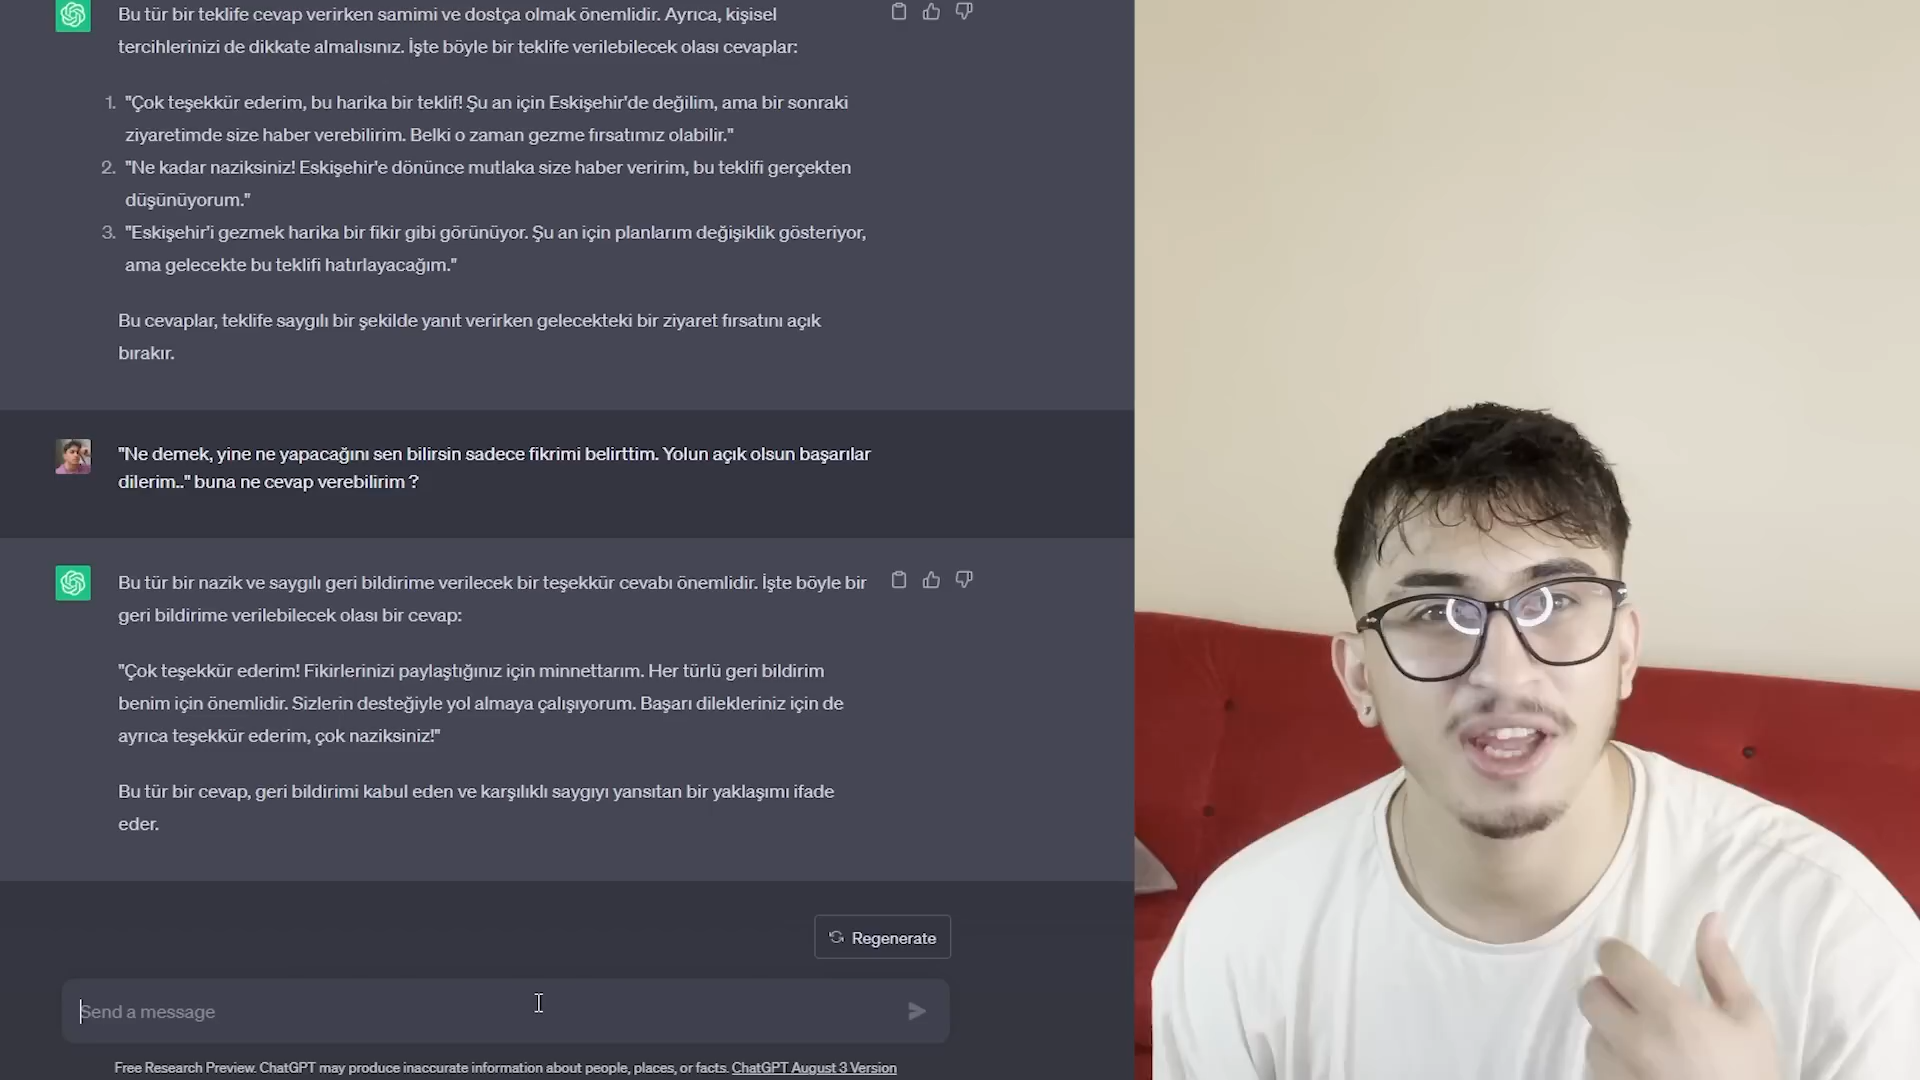 Bu tür bir teklife cevap verirken samimi ve dostça olmak önemlidir. Ayrıca, kişisel
tercihlerinizi de dikkate almalısınız. İşte böyle bir teklife verilebilecek olası cevaplar:
1. "Çok teşekkür ederim, bu harika bir teklif! Şu an için Eskişehir'de değilim, ama bir sonraki
ziyaretimde size haber verebilirim. Belki o zaman gezme fırsatımız olabilir."
2. "Ne kadar naziksiniz! Eskişehir'e dönünce mutlaka size haber veririm, bu teklifi gerçekten
düşünüyorum."
3. "Eskişehir'i gezmek harika bir fikir gibi görünüyor. Şu an için planlarım değişiklik gösteriyor,
ama gelecekte bu teklifi hatırlayacağım."
Bu cevaplar, teklife saygılı bir şekilde yanıt verirken gelecekteki bir ziyaret fırsatını açık
bırakır.
"Ne demek, yine ne yapacağını sen bilirsin sadece fikrimi belirttim. Yolun açık olsun başarılar
dilerim.." buna ne cevap verebilirim ?
Bu tür bir nazik ve saygılı geri bildirime verilecek bir teşekkür cevabı önemlidir. İşte böyle bir
geri bildirime verilebilecek olası bir cevap:
"Çok teşekkür ederim! Fikirlerinizi paylaştığınız için minnettarım. Her türlü geri bildirim
benim için önemlidir. Sizlerin desteğiyle yol almaya çalışıyorum. Başarı dilekleriniz için de
ayrıca teşekkür ederim, çok naziksiniz!"
Bu tür bir cevap, geri bildirimi kabul eden ve karşılıklı saygıyı yansıtan bir yaklaşımı ifade
eder.
Regenerate
Send a message
Free Research Preview. ChatGPT may produce inaccurate information about people, places, or facts. ChatGPT August 3 Version